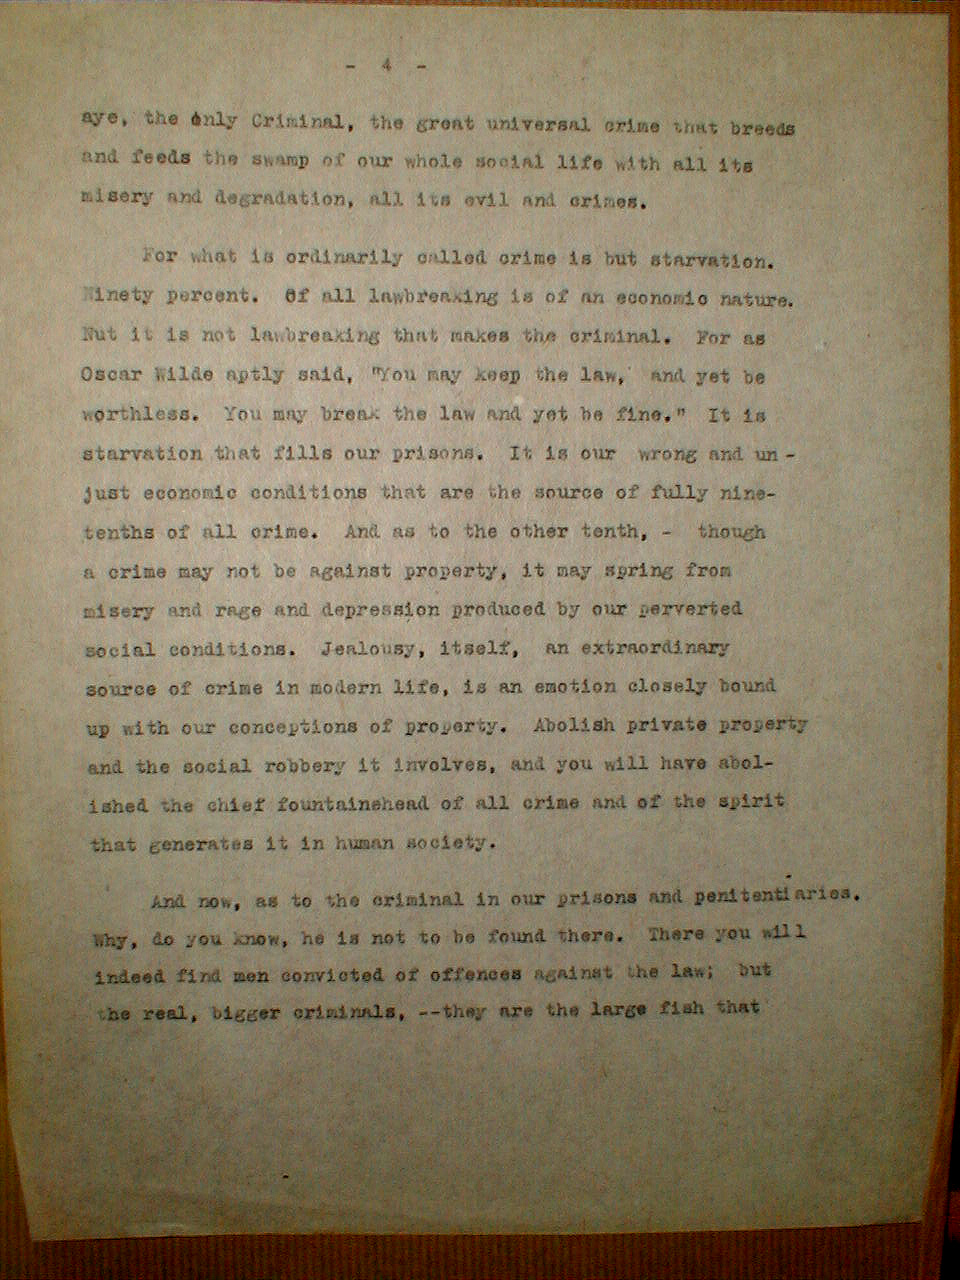 - 4 -
aye, the Only Criminal, the great universal crime that breeds
and feeds the swamp of our whole social life with all its
misery and degradation, all its evil and crimes.
For what is ordinarily called crime is but starvation.
Ninety percent. Of all lawbreaking is of an economic nature.
But it is not lawbreaking that makes the criminal. For as
Oscar Wilde aptly said, "You may keep the law, and yet be
worthless. You may break the law and yet be fine." It is
starvation that fills our prisons. It is our wrong and un-
just economic conditions that are the source of fully nine-
tenths of all crime. And as to the other tenth, - though
a crime may not be against property, it may spring from
misery and rage and depression produced by our perverted
social conditions. Jealousy, itself, an extraordinary
source of crime in modern life, is an emotion closely bound
up with our conceptions of property. Abolish private property
and the social robbery it involves, and you will have abol-
ished the chief fountainehead of all crime and of the spirit
that generates it in human society.
And now, as to the criminal in our prisons and penitentiaries.
Why, do you know, he is not to be found there. There you will
indeed find men convicted of offences against the law; but
the real, bigger criminals, --they are the large fish that